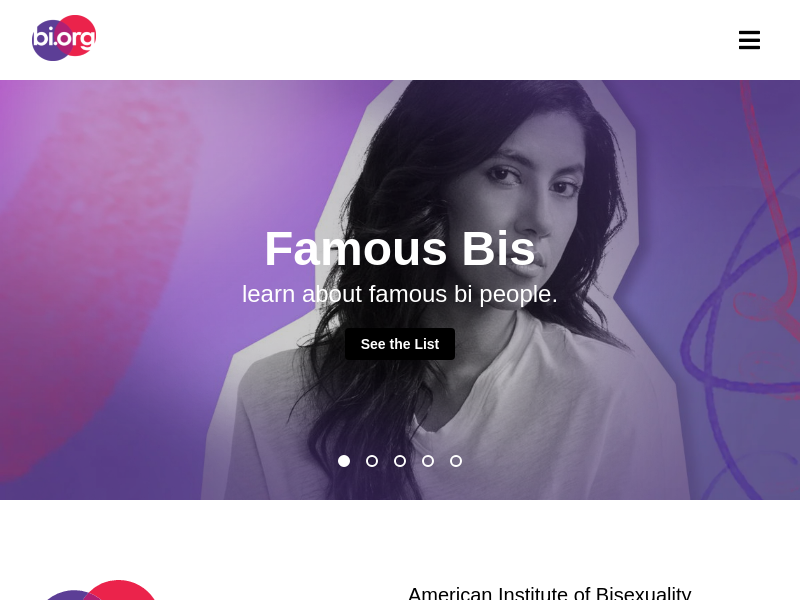 bi.org
Famous Bis
learn about famous bi people.
See the List
American Institute of Bisexuality